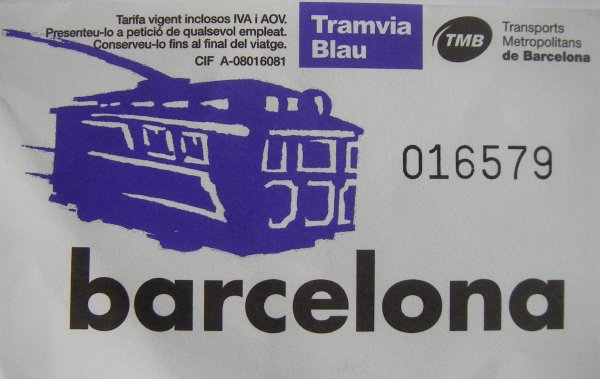 Tarifa vigent inclosos IVA i AOV.
Presenteu-lo a petició de qualsevol empleat.
Conserveu-lo fins al final del viatge.
CIF A-08016081
Tramvia
Blau
TMB
Transports
Metropolitans
de Barcelona
016579
barcelona